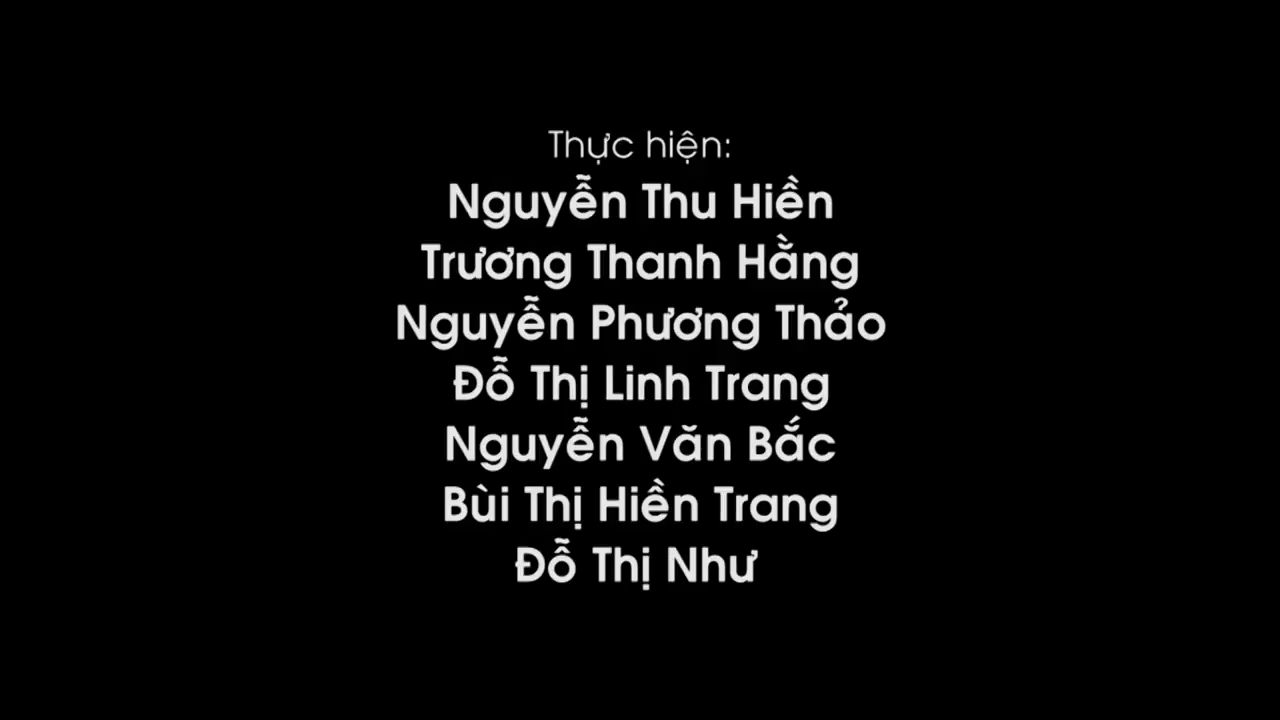 Thực hiện:
Nguyễn Thu Hiền
Trương Thanh Hằng
Nguyễn Phương Thảo
Đỗ Thị Linh Trang
Nguyễn Văn Bắc
Bùi Thị Hiền Trang
Đỗ Thị Như